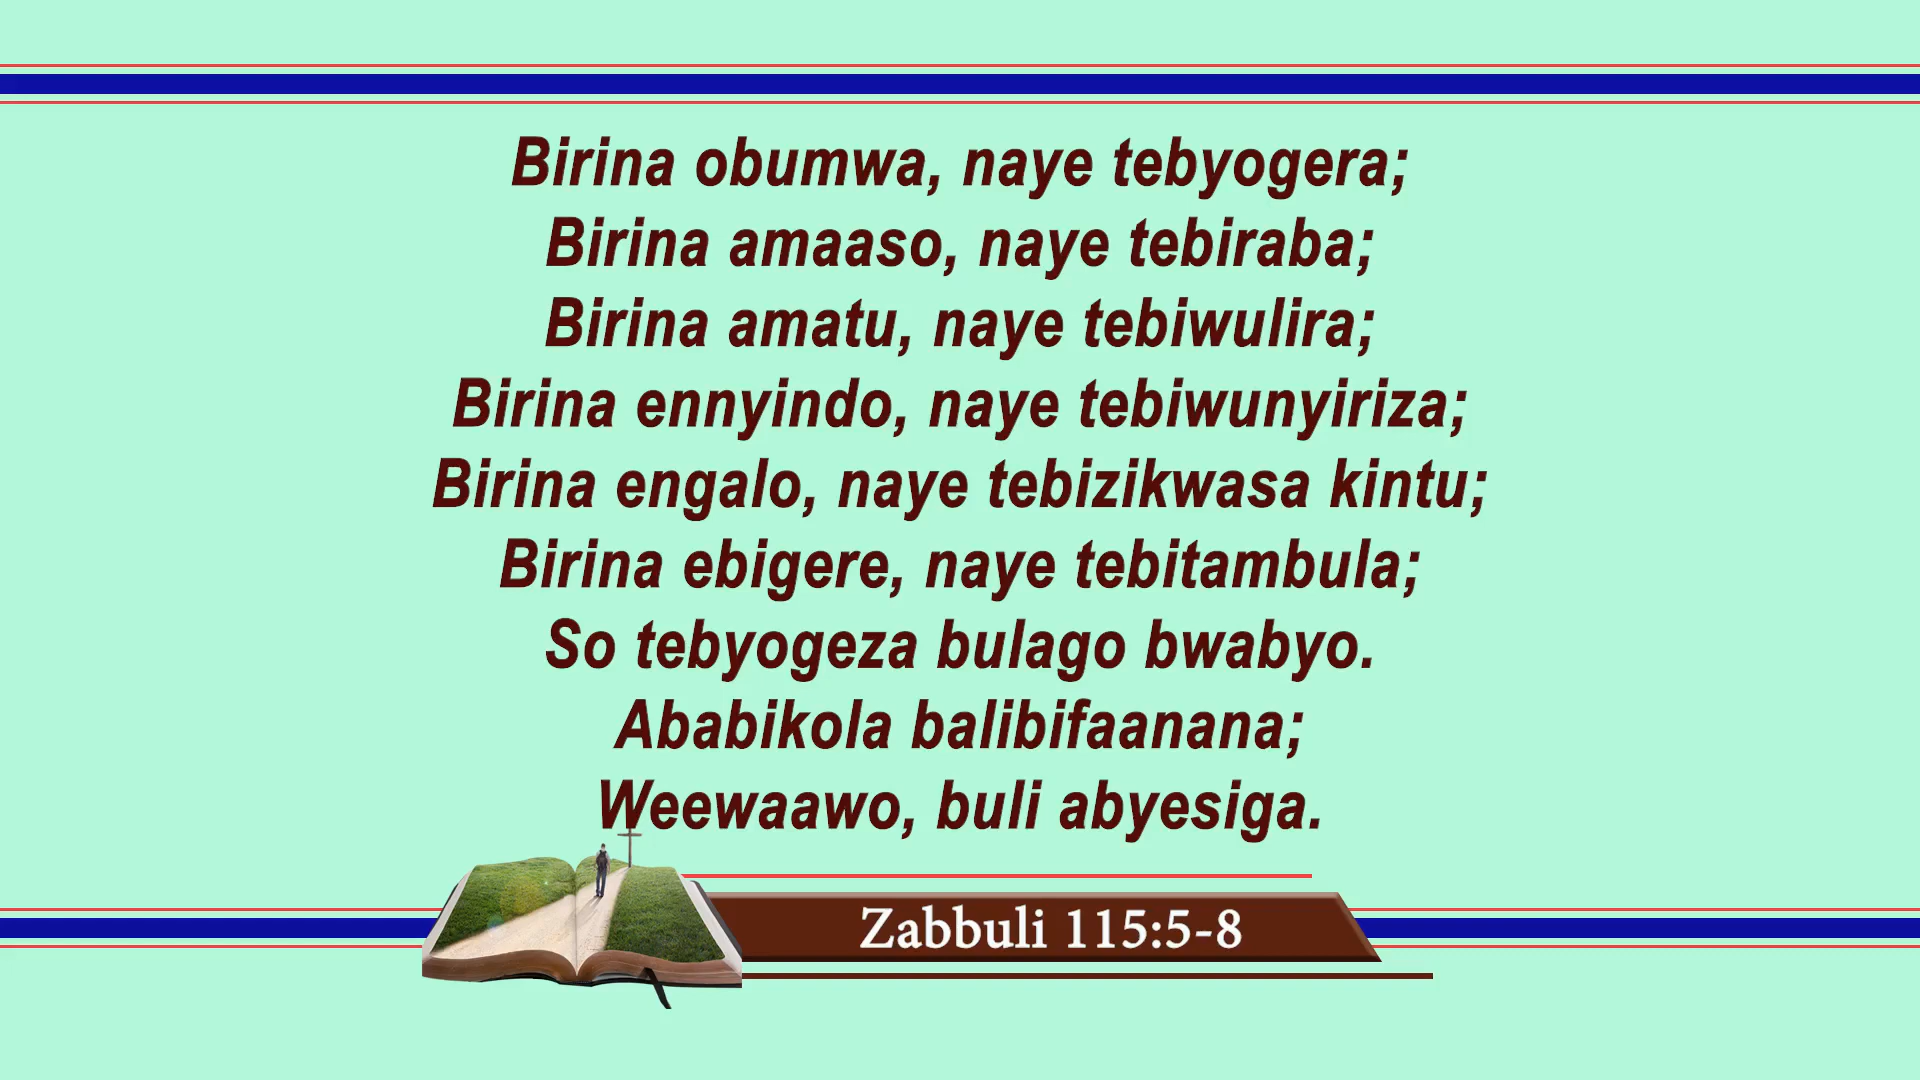 Birina obumwa, naye tebyogera;
Birina amaaso, naye tebiraba;
Birina amatu, naye tebiwulira;
Birina ennyindo, naye tebiwunyiriza;
Birina engalo, naye tebizikwasa kintu;
Birina ebigere, naye tebitambula;
So tebyogeza bulago bwabyo.
Ababikola balibifaanana;
Weewaawo, buli abyesiga.
Zabbuli 115:5-8